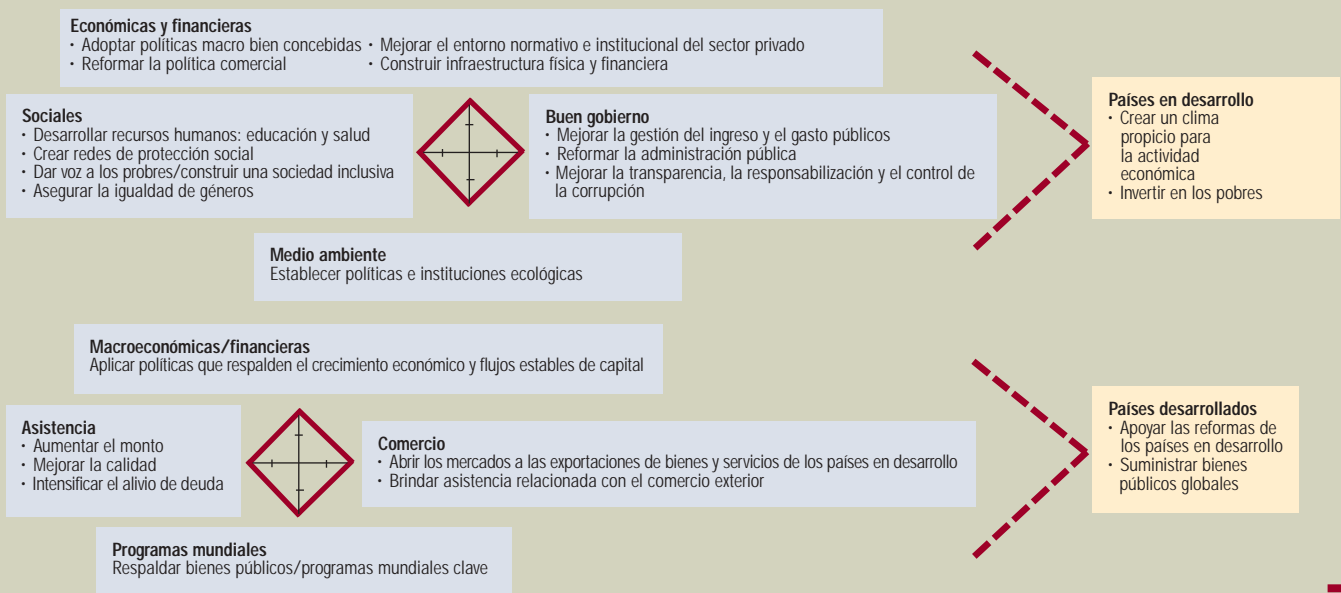 Económicas y financieras
· Adoptar políticas macro bien concebidas · Mejorar el entorno normativo e institucional del sector privado
· Reformar la política comercial · Construir infraestructura física y financiera
Sociales
· Desarrollar recursos humanos: educación y salud
· Crear redes de protección social
· Dar voz a los probres/construir una sociedad inclusiva
· Asegurar la igualdad de géneros
Buen gobierno
· Mejorar la gestión del ingreso y el gasto públicos
· Reformar la administración pública
· Mejorar la transparencia, la responsabilización y el control de
la corrupción
Medio ambiente
Establecer políticas e instituciones ecológicas
Países en desarrollo
· Crear un clima
propicio para
la actividad
económica
· Invertir en los pobres
Macroeconómicas/financieras
Aplicar políticas que respalden el crecimiento económico y flujos estables de capital
Asistencia
· Aumentar el monto
· Mejorar la calidad
· Intensificar el alivio de deuda
Comercio
· Abrir los mercados a las exportaciones de bienes y servicios de los países en desarrollo
· Brindar asistencia relacionada con el comercio exterior
Programas mundiales
Respaldar bienes públicos/programas mundiales clave
Países desarrollados
· Apoyar las reformas de
los países en desarrollo
· Suministrar bienes
públicos globales